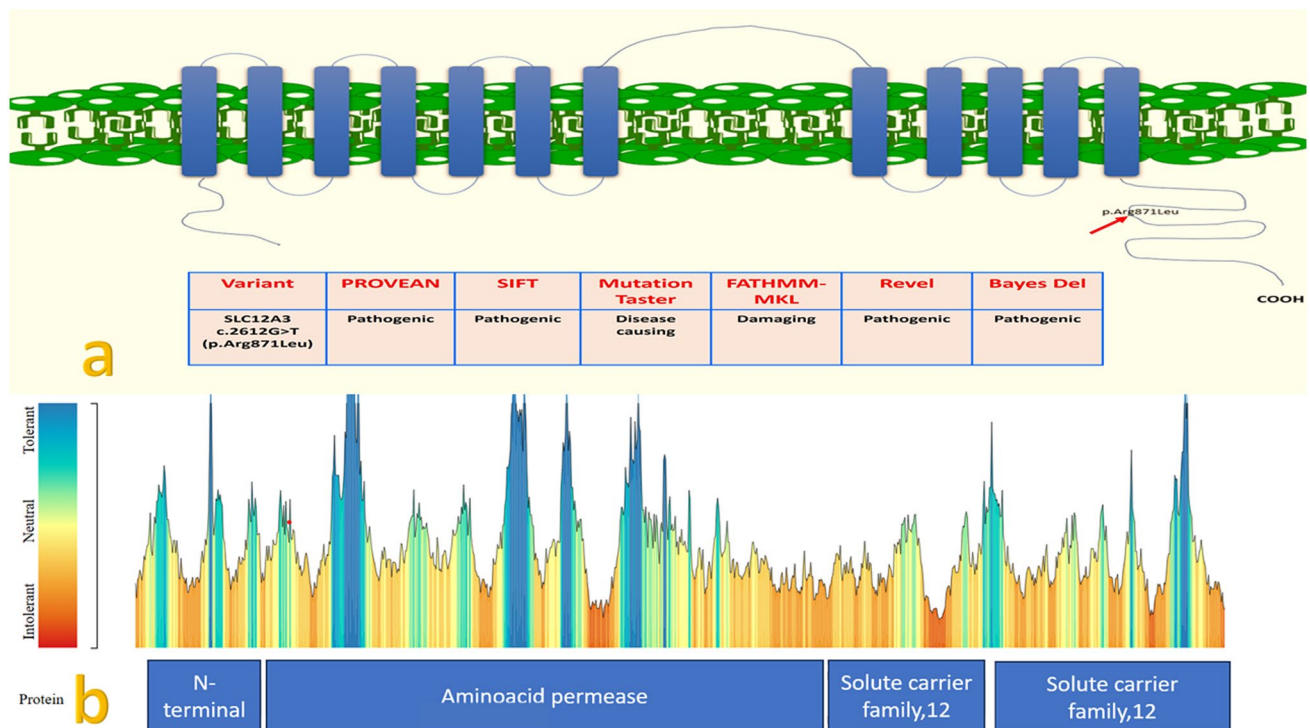 p.Arg871Leu
COOH
Variant PROVEAN SIFT Mutation Taster FATHMM-MKL Revel Bayes Del
SLC12A3 c.2612G>T (p.Arg871Leu) Pathogenic Pathogenic Disease causing Damaging Pathogenic Pathogenic
a
Tolerant
Neutral
Intolerant
Protein
b
N-
terminal
Aminoacid permease
Solute carrier
family,12
Solute carrier
family,12